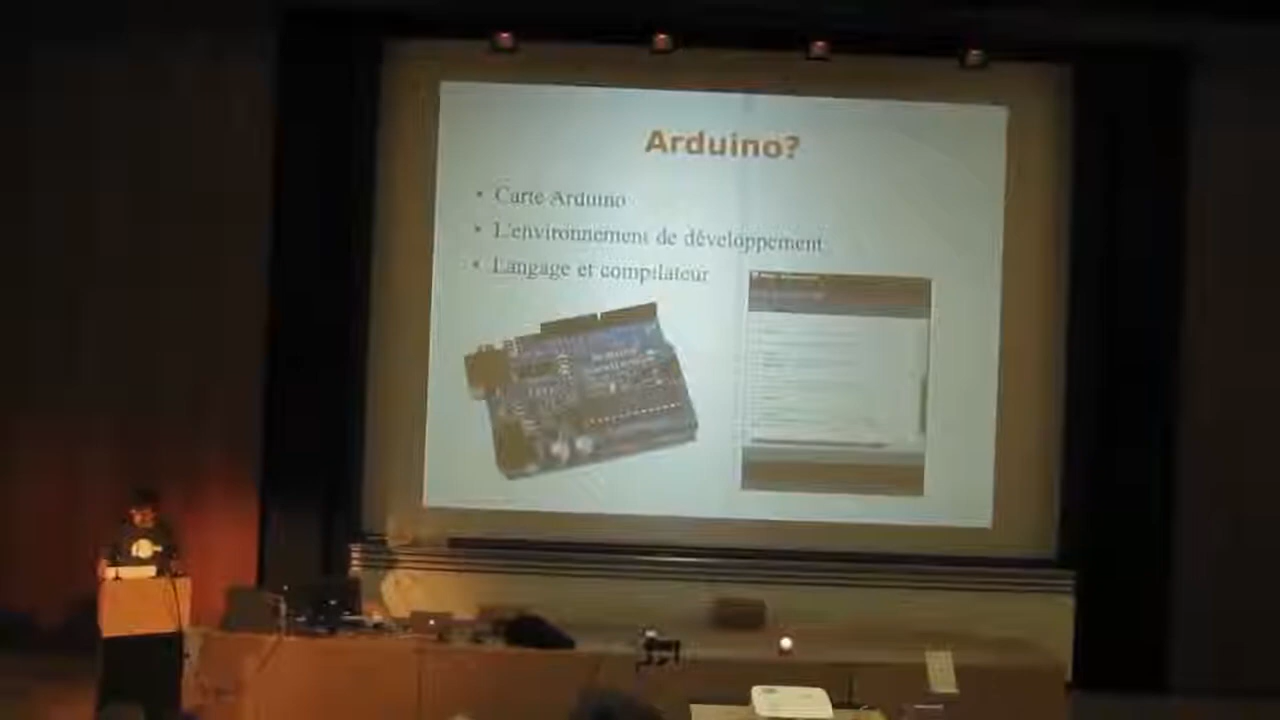 Arduino?
• Carte Arduino
• L'environnement de développement
• Langage et compilateur